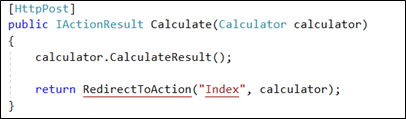 [HttpPost]
public IActionResult Calculate(Calculator calculator)
{
calculator.CalculateResult();
return RedirectToAction("Index", calculator);
}